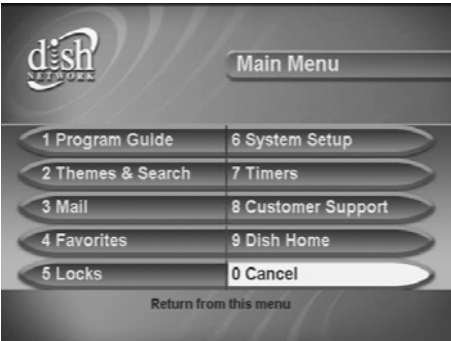 dish
NETWORK
Main Menu
1 Program Guide
2 Themes & Search
3 Mail
4 Favorites
5 Locks
6 System Setup
7 Timers
8 Customer Support
9 Dish Home
0 Cancel
Return from this menu